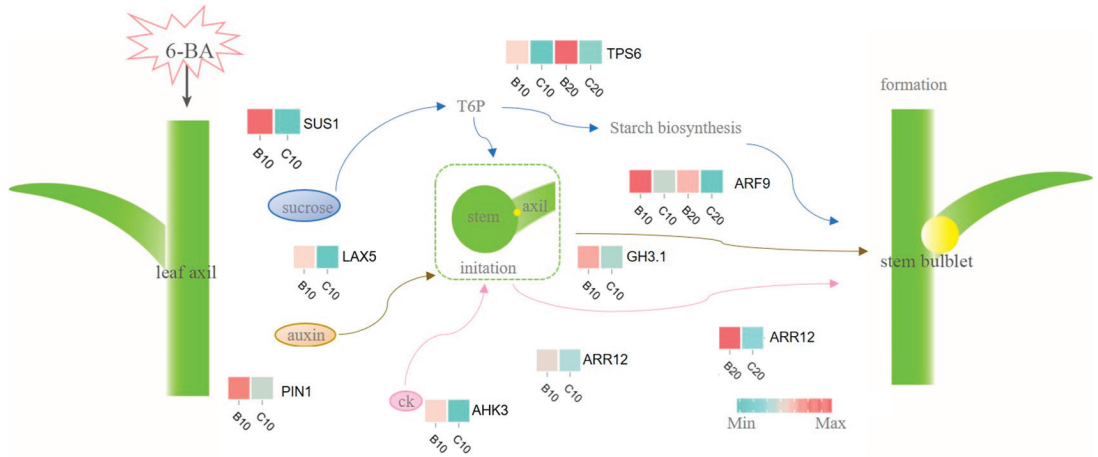 6-BA
leaf axil
SUS1
B10 C10
sucrose
LAX5
B10 C10
auxin
PIN1
B10 C10
ck
AHK3
B10 C10
T6P
TPS6
B10 C10 B20 C20
Starch biosynthesis
stem
axil
initation
ARF9
B10 C10 B20 C20
GH3.1
B10 C10
ARR12
B10 C10
ARR12
B20 C20
Min Max
formation
stem bulblet